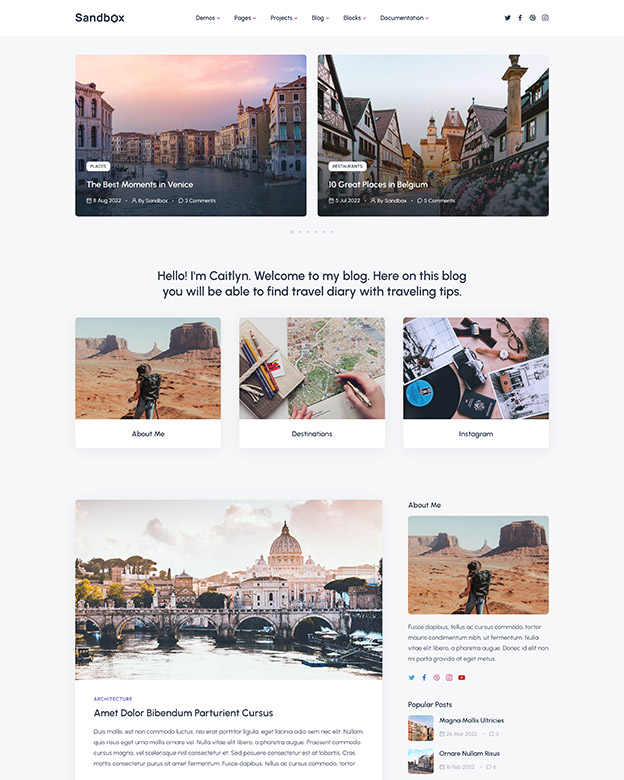 Sandbox
Demos Pages Projects Blog Blocks Documentation
PLACES
The Best Moments in Venice
8 Aug 2022 • By Sandbox • 3 Comments
RESTAURANTS
10 Great Places in Belgium
5 Jul 2022 • By Sandbox • 5 Comments
Hello! I'm Caitlyn. Welcome to my blog. Here on this blog
you will be able to find travel diary with traveling tips.
About Me
Destinations
Instagram
ARCHITECTURE
Amet Dolor Bibendum Parturient Cursus
Duis mollis, est non commodo luctus, nisi erat porttitor ligula, eget lacinia odio sem nec elit. Nullam
quis risus eget urna mollis ornare vel. Nulla vitae elit libero, a pharetra augue. Praesent commodo
cursus magna, vel scelerisque nisl consectetur et. Sed posuere consectetur est at lobortis. Cras
mattis consectetur purus sit amet fermentum. Fusce dapibus, tellus ac cursus commodo, tortor
About Me
Fusce dapibus, tellus ac cursus commodo, tortor
mauris condimentum nibh, ut fermentum. Nulla
vitae elit libero, a pharetra augue. Donec id elit non
mi porta gravida at eget metus.
Popular Posts
Magna Mollis Ultricies
26 Mar 2022 • 3
Ornare Nullam Risus
16 Feb 2022 • 6